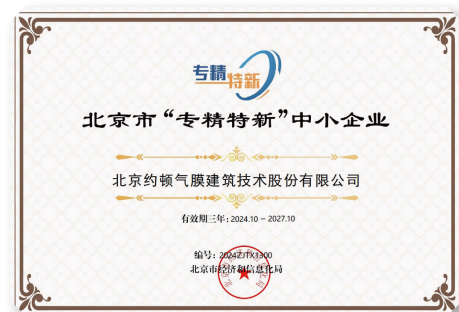 专精特新
北京市“专精特新”中小企业
北京约顿气膜建筑技术股份有限公司
有效期三年: 2024.10 - 2027.10
编号: 2024ZJTX1300
北京市经济和信息化局